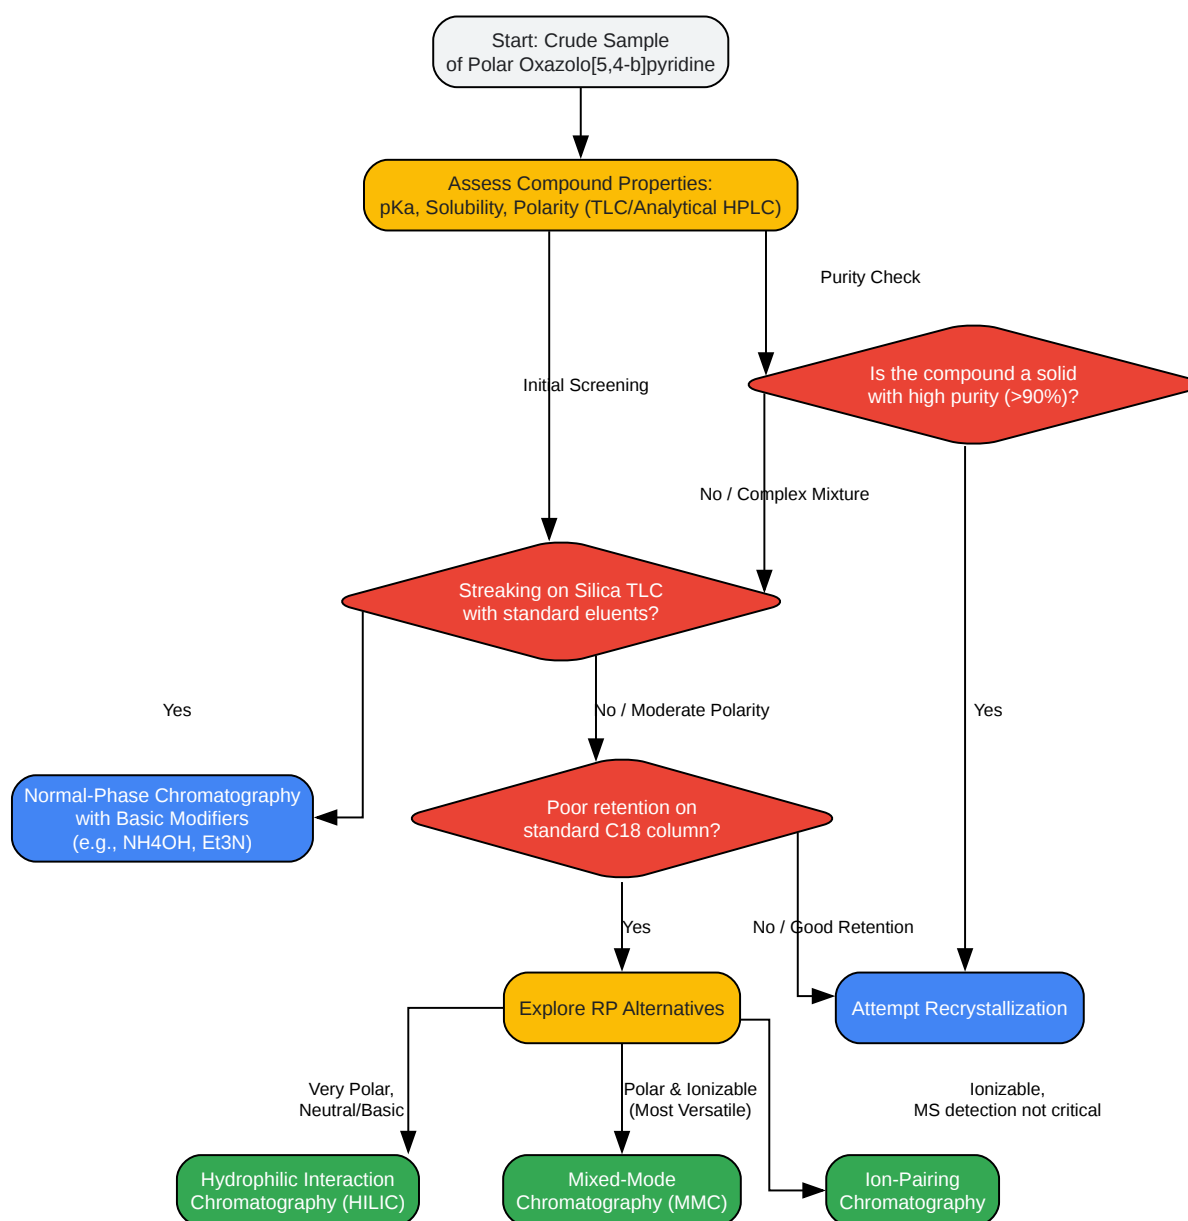 Start: Crude Sample
of Polar Oxazolo[5,4-b]pyridine
Assess Compound Properties:
pKa, Solubility, Polarity (TLC/Analytical HPLC)
Purity Check
Is the compound a solid
with high purity (>90%)?
Initial Screening
No / Complex Mixture
Streaking on Silica TLC
with standard eluents?
Yes
No / Moderate Polarity
Yes
Normal-Phase Chromatography
with Basic Modifiers
(e.g., NH4OH, Et3N)
Poor retention on
standard C18 column?
Yes
No / Good Retention
Explore RP Alternatives
Attempt Recrystallization
Very Polar,
Neutral/Basic
Polar & Ionizable
(Most Versatile)
Ionizable,
MS detection not critical
Hydrophilic Interaction
Chromatography (HILIC)
Mixed-Mode
Chromatography (MMC)
Ion-Pairing
Chromatography